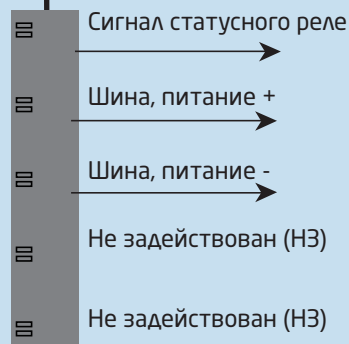 Сигнал статусного реле
Шина, питание +
Шина, питание -
Не задействован (НЗ)
Не задействован (НЗ)